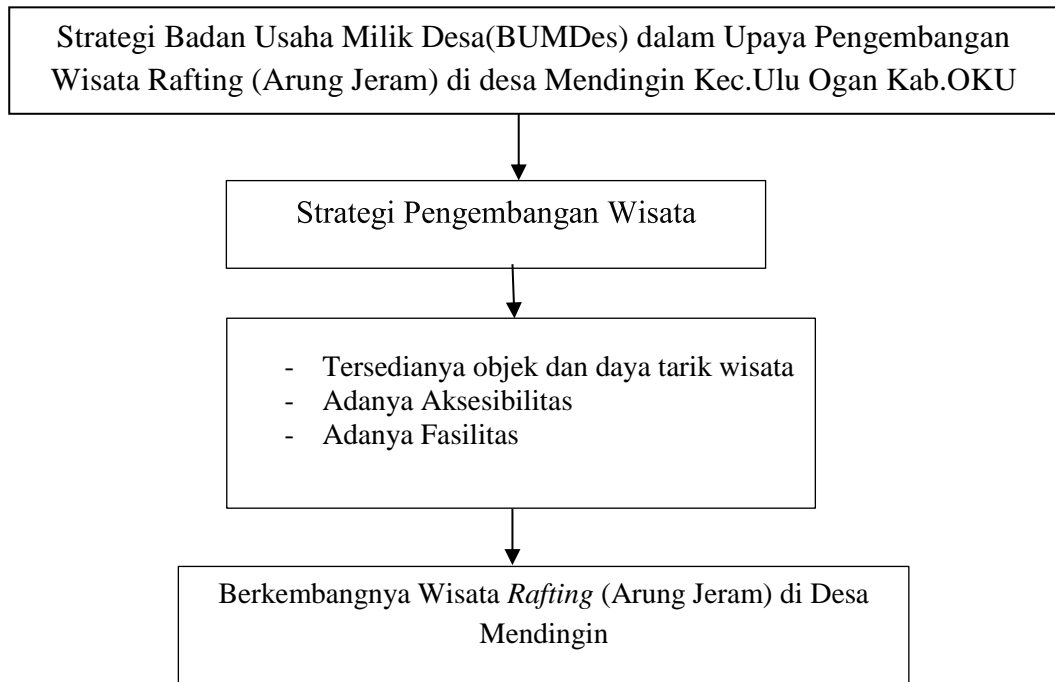 Strategi Badan Usaha Milik Desa(BUMDes) dalam Upaya Pengembangan
Wisata Rafting (Arung Jeram) di desa Mendingin Kec.Ulu Ogan Kab.OKU
Strategi Pengembangan Wisata
- Tersedianya objek dan daya tarik wisata
- Adanya Aksesibilitas
- Adanya Fasilitas
Berkembangnya Wisata Rafting (Arung Jeram) di Desa
Mendingin